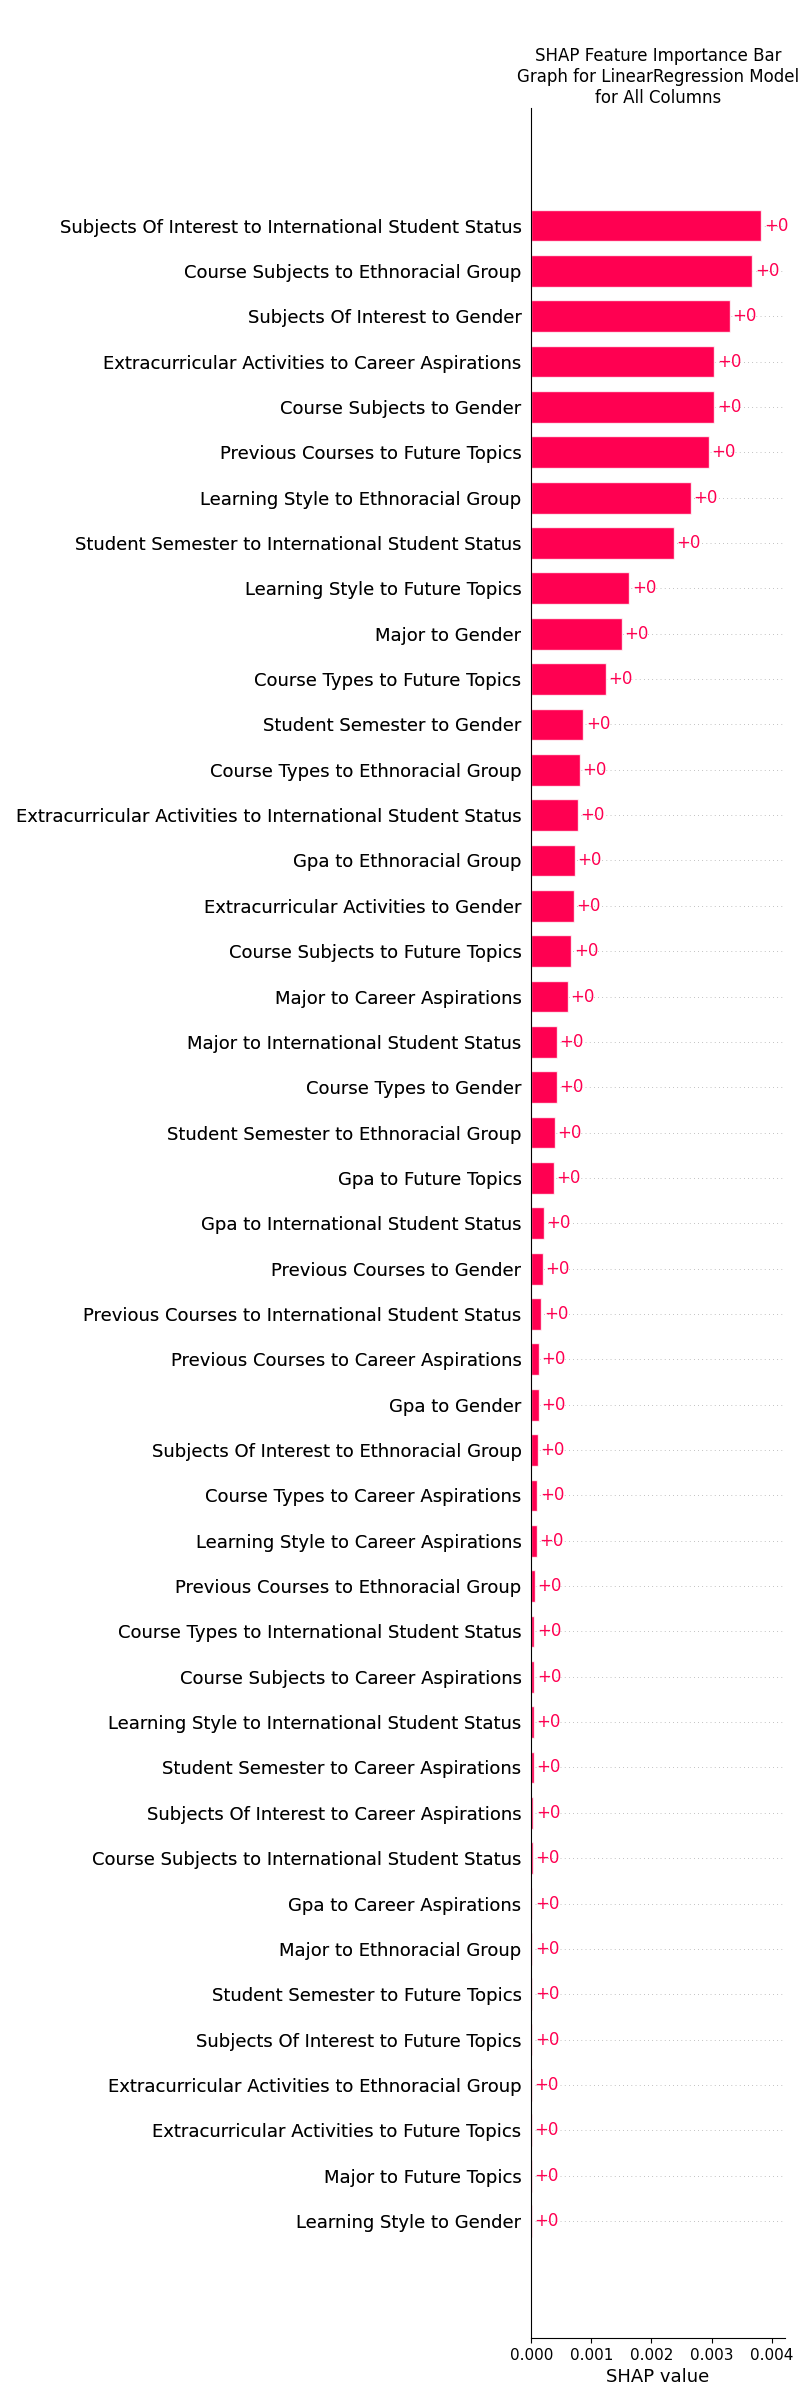 SHAP Feature Importance Bar
Graph for LinearRegression Model
for All Columns
Subjects Of Interest to International Student Status +0
Course Subjects to Ethnoracial Group +0
Subjects Of Interest to Gender +0
Extracurricular Activities to Career Aspirations +0
Course Subjects to Gender +0
Previous Courses to Future Topics +0
Learning Style to Ethnoracial Group +0
Student Semester to International Student Status +0
Learning Style to Future Topics +0
Major to Gender +0
Course Types to Future Topics +0
Student Semester to Gender +0
Course Types to Ethnoracial Group +0
Extracurricular Activities to International Student Status +0
Gpa to Ethnoracial Group +0
Extracurricular Activities to Gender +0
Course Subjects to Future Topics +0
Major to Career Aspirations +0
Major to International Student Status +0
Course Types to Gender +0
Student Semester to Ethnoracial Group +0
Gpa to Future Topics +0
Gpa to International Student Status +0
Previous Courses to Gender +0
Previous Courses to International Student Status +0
Previous Courses to Career Aspirations +0
Gpa to Gender +0
Subjects Of Interest to Ethnoracial Group +0
Course Types to Career Aspirations +0
Learning Style to Career Aspirations +0
Previous Courses to Ethnoracial Group +0
Course Types to International Student Status +0
Course Subjects to Career Aspirations +0
Learning Style to International Student Status +0
Student Semester to Career Aspirations +0
Subjects Of Interest to Career Aspirations +0
Course Subjects to International Student Status +0
Gpa to Career Aspirations +0
Major to Ethnoracial Group +0
Student Semester to Future Topics +0
Subjects Of Interest to Future Topics +0
Extracurricular Activities to Ethnoracial Group +0
Extracurricular Activities to Future Topics +0
Major to Future Topics +0
Learning Style to Gender +0
0.000 0.001 0.002 0.003 0.004
SHAP value